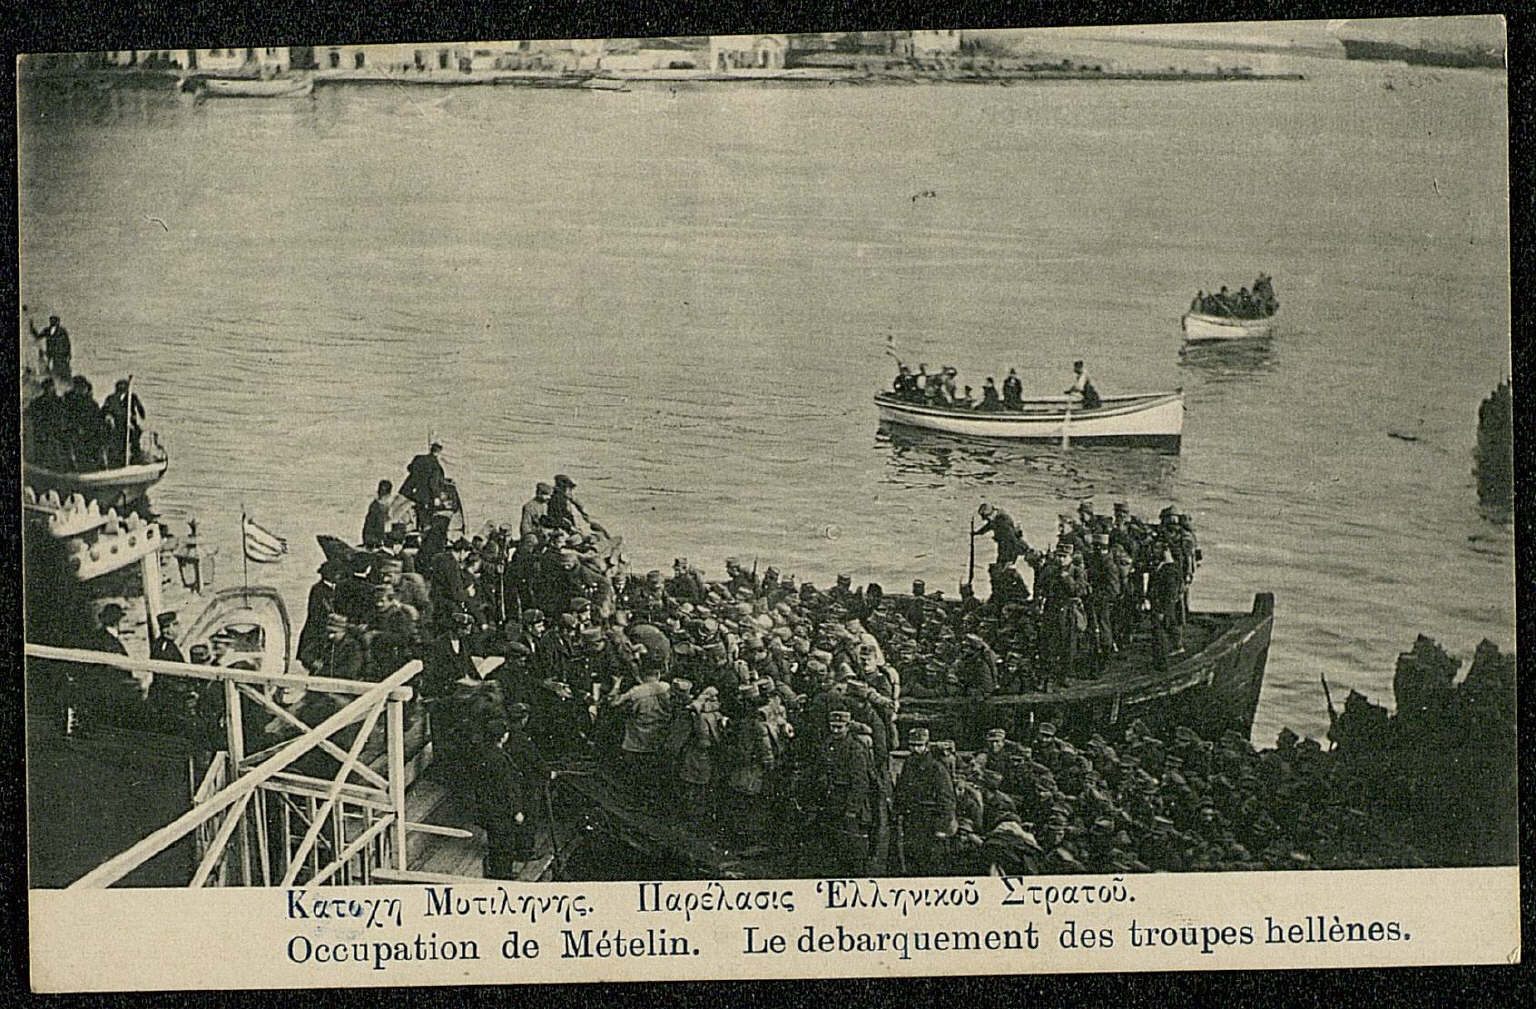 Κατοχη Μυτιληνης. Παρέλασις Ἑλληνικοῦ Στρατοῦ.
Occupation de Mételin. Le debarquement des troupes hellènes.